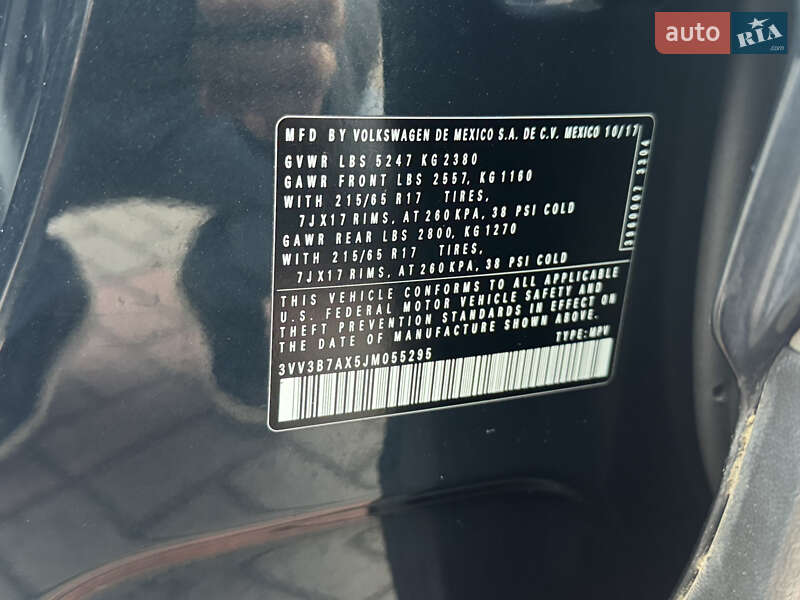 auto RIA
.com
MFD BY VOLKSWAGEN DE MEXICO S.A. DE C.V. MEXICO 10/17
GVWR LBS 5247 KG 2380
GAWR FRONT LBS 2557, KG 1160
WITH 215/65 R17 TIRES,
7JX17 RIMS, AT 260 KPA, 38 PSI COLD
GAWR REAR LBS 2800, KG 1270
WITH 215/65 R17 TIRES,
7JX17 RIMS, AT 260 KPA, 38 PSI COLD
THIS VEHICLE CONFORMS TO ALL APPLICABLE
U.S. FEDERAL MOTOR VEHICLE SAFETY AND
THEFT PREVENTION STANDARDS IN EFFECT ON
THE DATE OF MANUFACTURE SHOWN ABOVE.
3VV3B7AX5JM055295 TYPE: MPV